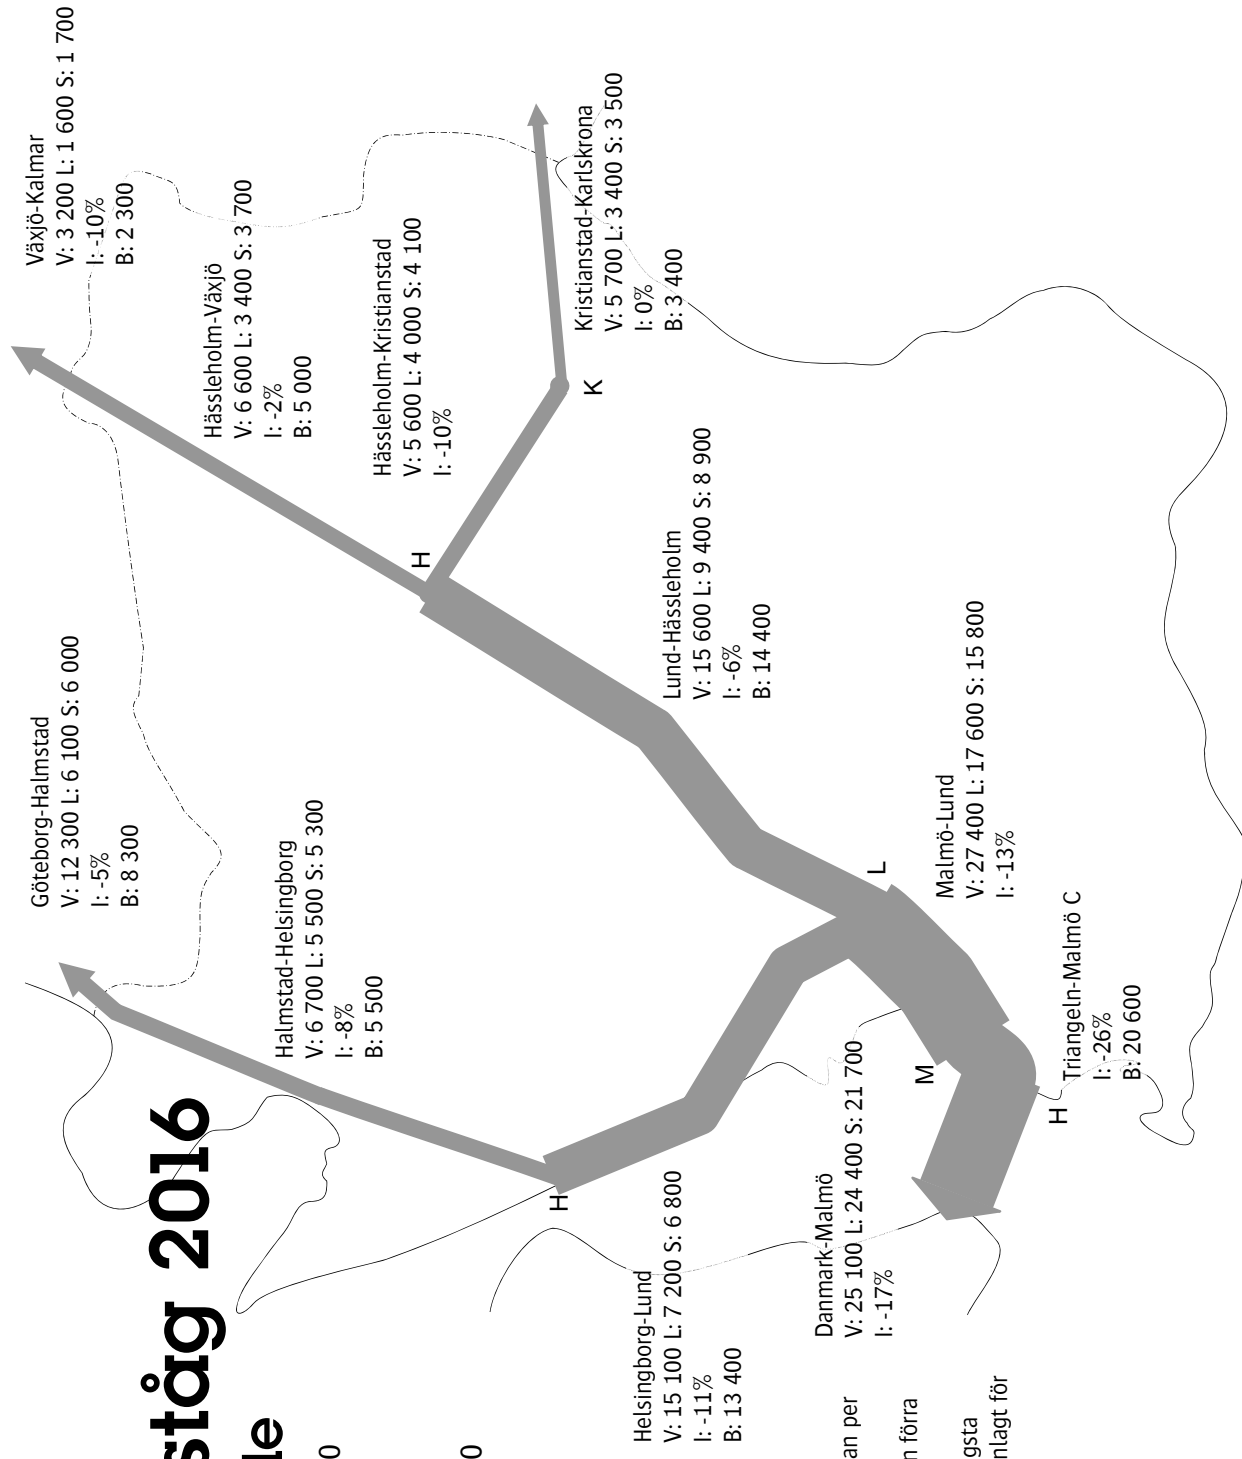 ståg 2016
le
0
0
an per
n förra
gsta
nlagt för
Göteborg-Halmstad
V: 12 300 L: 6 100 S: 6 000
I: -5%
B: 8 300
Växjö-Kalmar
V: 3 200 L: 1 600 S: 1 700
I: -10%
B: 2 300
Hässleholm-Växjö
V: 6 600 L: 3 400 S: 3 700
I: -2%
B: 5 000
Halmstad-Helsingborg
V: 6 700 L: 5 500 S: 5 300
I: -8%
B: 5 500
Hässleholm-Kristianstad
V: 5 600 L: 4 000 S: 4 100
I: -10%
H
Kristianstad-Karlskrona
V: 5 700 L: 3 400 S: 3 500
I: 0%
B: 3 400
K
H
Helsingborg-Lund
V: 15 100 L: 7 200 S: 6 800
I: -11%
B: 13 400
Lund-Hässleholm
V: 15 600 L: 9 400 S: 8 900
I: -6%
B: 14 400
Danmark-Malmö
V: 25 100 L: 24 400 S: 21 700
I: -17%
L
M
Malmö-Lund
V: 27 400 L: 17 600 S: 15 800
I: -13%
H
Triangeln-Malmö C
I: -26%
B: 20 600